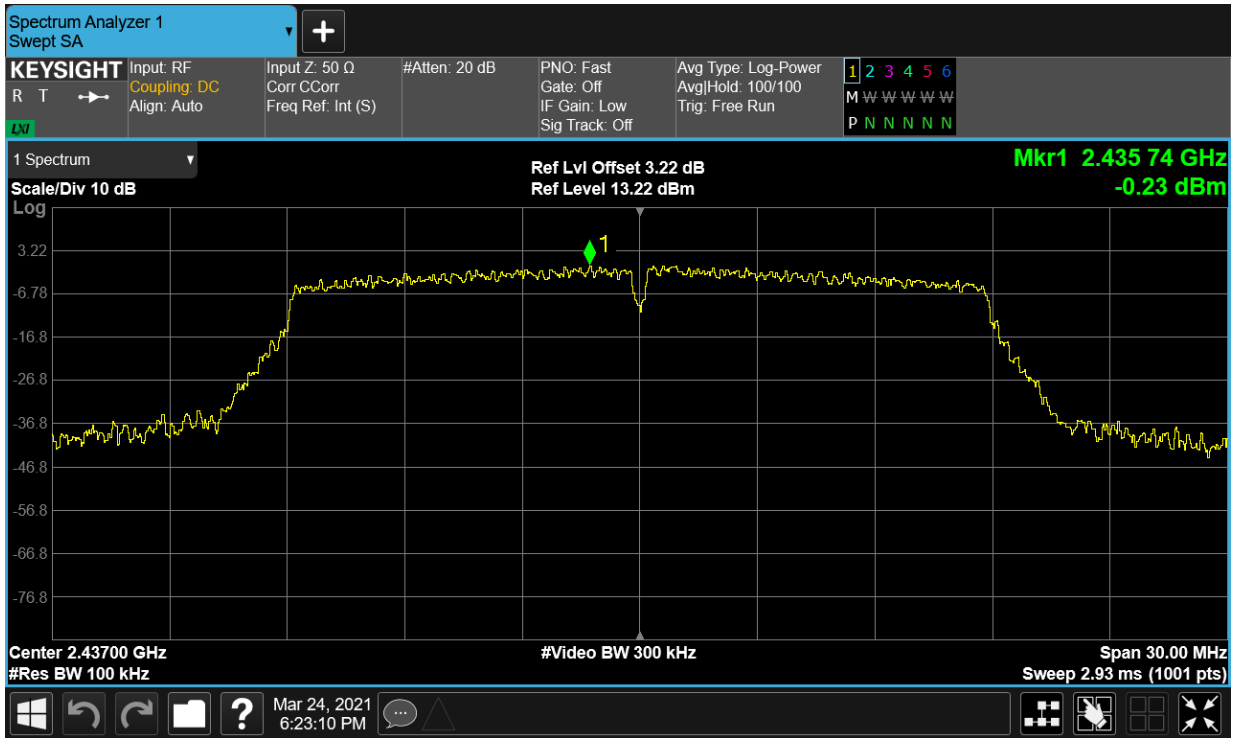 Spectrum Analyzer 1
Swept SA
KEYSIGHT
R T
LXI
Input: RF
Coupling: DC
Align: Auto
Input Z: 50 Ω
Corr CCorr
Freq Ref: Int (S)
#Atten: 20 dB
PNO: Fast
Gate: Off
IF Gain: Low
Sig Track: Off
Avg Type: Log-Power
Avg|Hold: 100/100
Trig: Free Run
1 2 3 4 5 6
M W W W W W
P N N N N N
1 Spectrum
Scale/Div 10 dB
Log
Ref Lvl Offset 3.22 dB
Ref Level 13.22 dBm
Mkr1 2.435 74 GHz
-0.23 dBm
1
3.22
-6.78
-16.8
-26.8
-36.8
-46.8
-56.8
-66.8
-76.8
Center 2.43700 GHz
#Res BW 100 kHz
#Video BW 300 kHz
Span 30.00 MHz
Sweep 2.93 ms (1001 pts)
?
Mar 24, 2021
6:23:10 PM